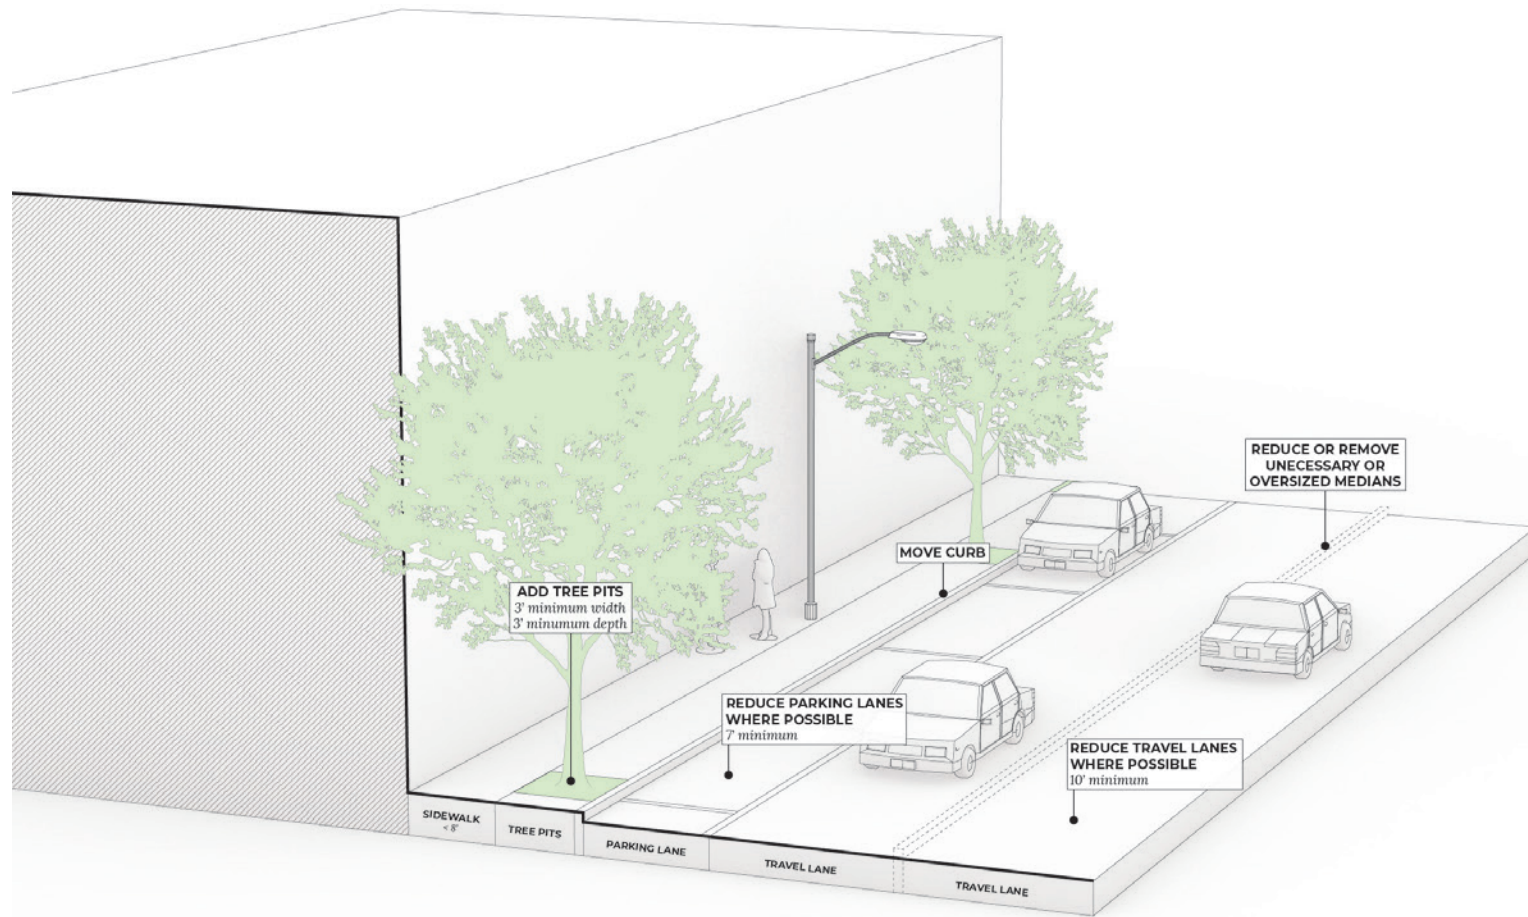 REDUCE OR REMOVE
UNECESSARY OR
OVERSIZED MEDIANS
MOVE CURB
ADD TREE PITS
3' minimum width
3' minumum depth
REDUCE PARKING LANES
WHERE POSSIBLE
7' minimum
REDUCE TRAVEL LANES
WHERE POSSIBLE
10' minimum
SIDEWALK
< 8'
TREE PITS
PARKING LANE
TRAVEL LANE
TRAVEL LANE